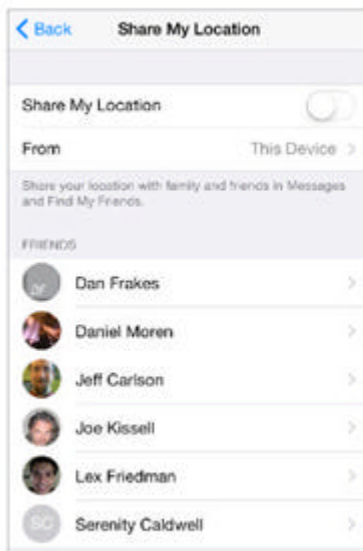 Back Share My Location
Share My Location
From This Device
Share your location with family and friends in Messages
and Find My Friends.
FRIENDS
Dan Frakes
Daniel Moren
Jeff Carlson
Joe Kissell
Lex Friedman
SC Serenity Caldwell